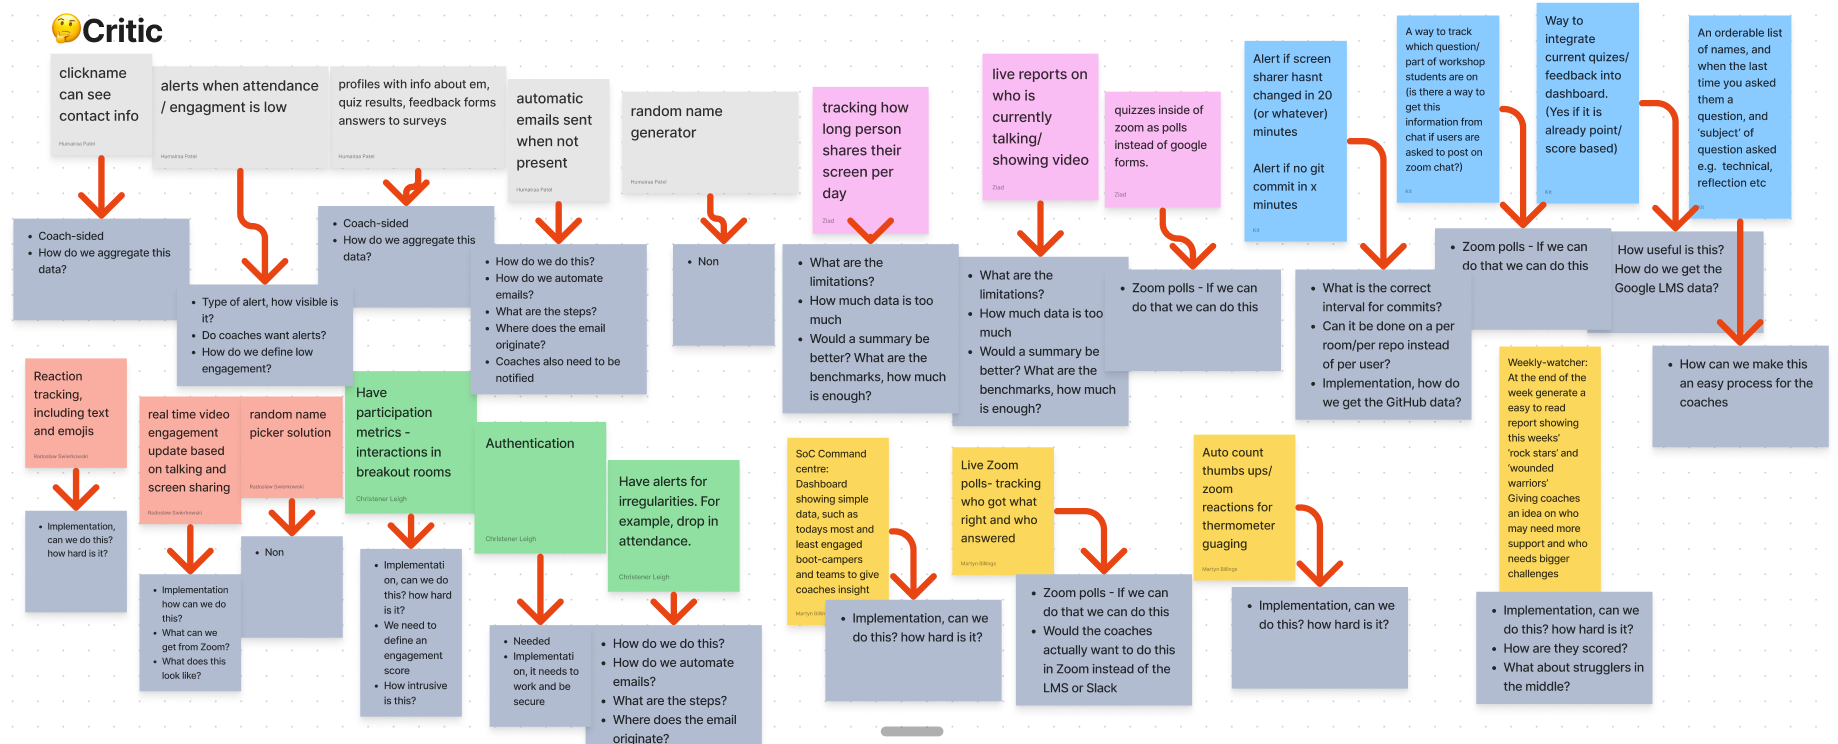 🤔Critic
clickname
can see
contact info
Humairaa Patel
alerts when attendance
/ engagment is low
Humairaa Patel
profiles with info about em,
quiz results, feedback forms
answers to surveys
Humairaa Patel
automatic
emails sent
when not
present
Humairaa Patel
random name
generator
Humairaa Patel
tracking how
long person
shares their
screen per
day
Ziad
live reports on
who is
currently
talking/
showing video
Ziad
quizzes inside of
zoom as polls
instead of google
forms.
Ziad
Alert if screen
sharer hasnt
changed in 20
(or whatever)
minutes
Alert if no git
commit in x
minutes
Kit
A way to track
which question/
part of workshop
students are on
(is there a way to
get this
information from
chat if users are
asked to post on
zoom chat?)
Kit
Way to
integrate
current quizes/
feedback into
dashboard.
(Yes if it is
already point/
score based)
Kit
An orderable list
of names, and
when the last
time you asked
them a
question, and
'subject' of
question asked
e.g. technical,
reflection etc
Kit
• Coach-sided
• How do we aggregate this
data?
• Type of alert, how visible is
it?
• Do coaches want alerts?
• How do we define low
engagement?
• Coach-sided
• How do we aggregate this
data?
• How do we do this?
• How do we automate
emails?
• What are the steps?
• Where does the email
originate?
• Coaches also need to be
notified
• Non
• What are the
limitations?
• How much data is too
much
• Would a summary be
better? What are the
benchmarks, how much
is enough?
• What are the
limitations?
• How much data is too
much
• Would a summary be
better? What are the
benchmarks, how much
is enough?
• Zoom polls - If we can
do that we can do this
• What is the correct
interval for commits?
• Can it be done on a per
room/per repo instead
of per user?
• Implementation, how do
we get the GitHub data?
• Zoom polls - If we can
do that we can do this
How useful is this?
How do we get the
Google LMS data?
• How can we make this
an easy process for the
coaches
Reaction
tracking,
including text
and emojis
Radoslaw Swierkowski
real time video
engagement
update based
on talking and
screen sharing
Radoslaw Swierkowski
random name
picker solution
Radoslaw Swierkowski
Have
participation
metrics -
interactions in
breakout rooms
Christener Leigh
Authentication
Christener Leigh
Have alerts for
irregularities. For
example, drop in
attendance.
Christener Leigh
SoC Command
centre:
Dashboard
showing simple
data, such as
todays most and
least engaged
boot-campers
and teams to give
coaches insight
Martyn Billings
Live Zoom
polls- tracking
who got what
right and who
answered
Martyn Billings
Auto count
thumbs ups/
zoom
reactions for
thermometer
guaging
Martyn Billings
Weekly-watcher:
At the end of the
week generate a
easy to read
report showing
this weeks'
'rock stars' and
'wounded
warriors'
Giving coaches
an idea on who
may need more
support and who
needs bigger
challenges
• Implementation,
can we do this?
how hard is it?
• Implementation
how can we do
this?
• What can we
get from Zoom?
• What does this
look like?
• Non
• Implementati
on, can we do
this? how hard
is it?
• We need to
define an
engagement
score
• How intrusive
is this?
• Needed
• Implementati
on, it needs to
work and be
secure
• How do we do this?
• How do we automate
emails?
• What are the steps?
• Where does the email
originate?
• Implementation, can we
do this? how hard is it?
• Zoom polls - If we can
do that we can do this
• Would the coaches
actually want to do this
in Zoom instead of the
LMS or Slack
• Implementation, can we
do this? how hard is it?
• Implementation, can we
do this? how hard is it?
• How are they scored?
• What about strugglers in
the middle?